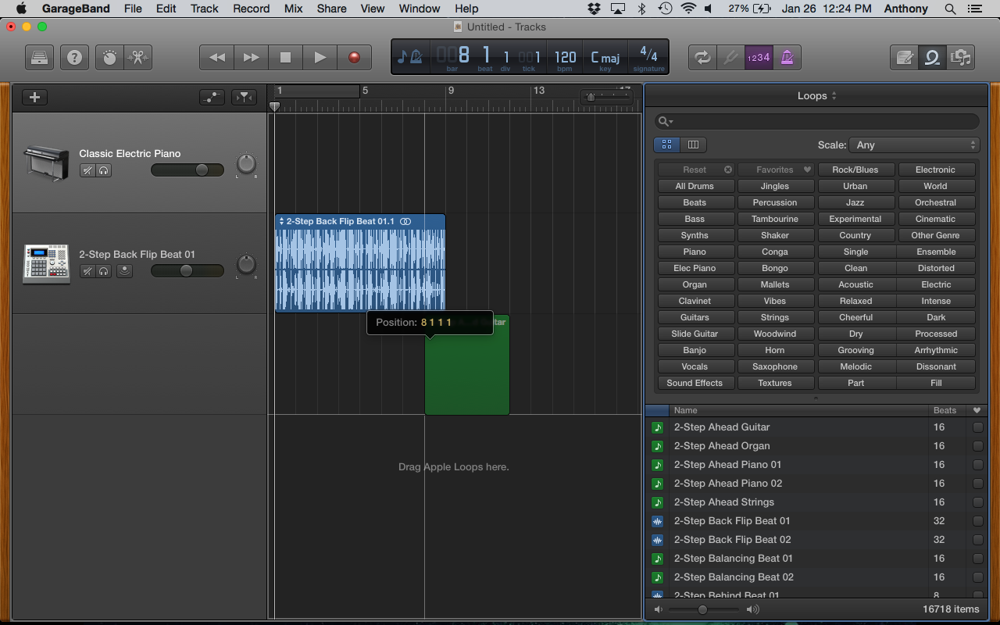 GarageBand File Edit Track Record Mix Share View Window Help 27% Jan 26 12:24 PM Anthony
Untitled - Tracks
? 008 1 1 001 120 C maj 4/4 1234
bar beat div tick bpm key signature
1 5 9 13 17
Loops
Classic Electric Piano
L R
Scale: Any
Reset Favorites Rock/Blues Electronic
All Drums Jingles Urban World
Beats Percussion Jazz Orchestral
Bass Tambourine Experimental Cinematic
Synths Shaker Country Other Genre
Piano Conga Single Ensemble
Elec Piano Bongo Clean Distorted
Organ Mallets Acoustic Electric
Clavinet Vibes Relaxed Intense
Guitars Strings Cheerful Dark
Slide Guitar Woodwind Dry Processed
Banjo Horn Grooving Arrhythmic
Vocals Saxophone Melodic Dissonant
Sound Effects Textures Part Fill
2-Step Back Flip Beat 01.1
2-Step Back Flip Beat 01
L R
Position: 8 1 1 1
Drag Apple Loops here.
Name Beats
2-Step Ahead Guitar 16
2-Step Ahead Organ 16
2-Step Ahead Piano 01 16
2-Step Ahead Piano 02 16
2-Step Ahead Strings 16
2-Step Back Flip Beat 01 32
2-Step Back Flip Beat 02 32
2-Step Balancing Beat 01 16
2-Step Balancing Beat 02 16
2-Step Behind Beat 01 8
16718 items